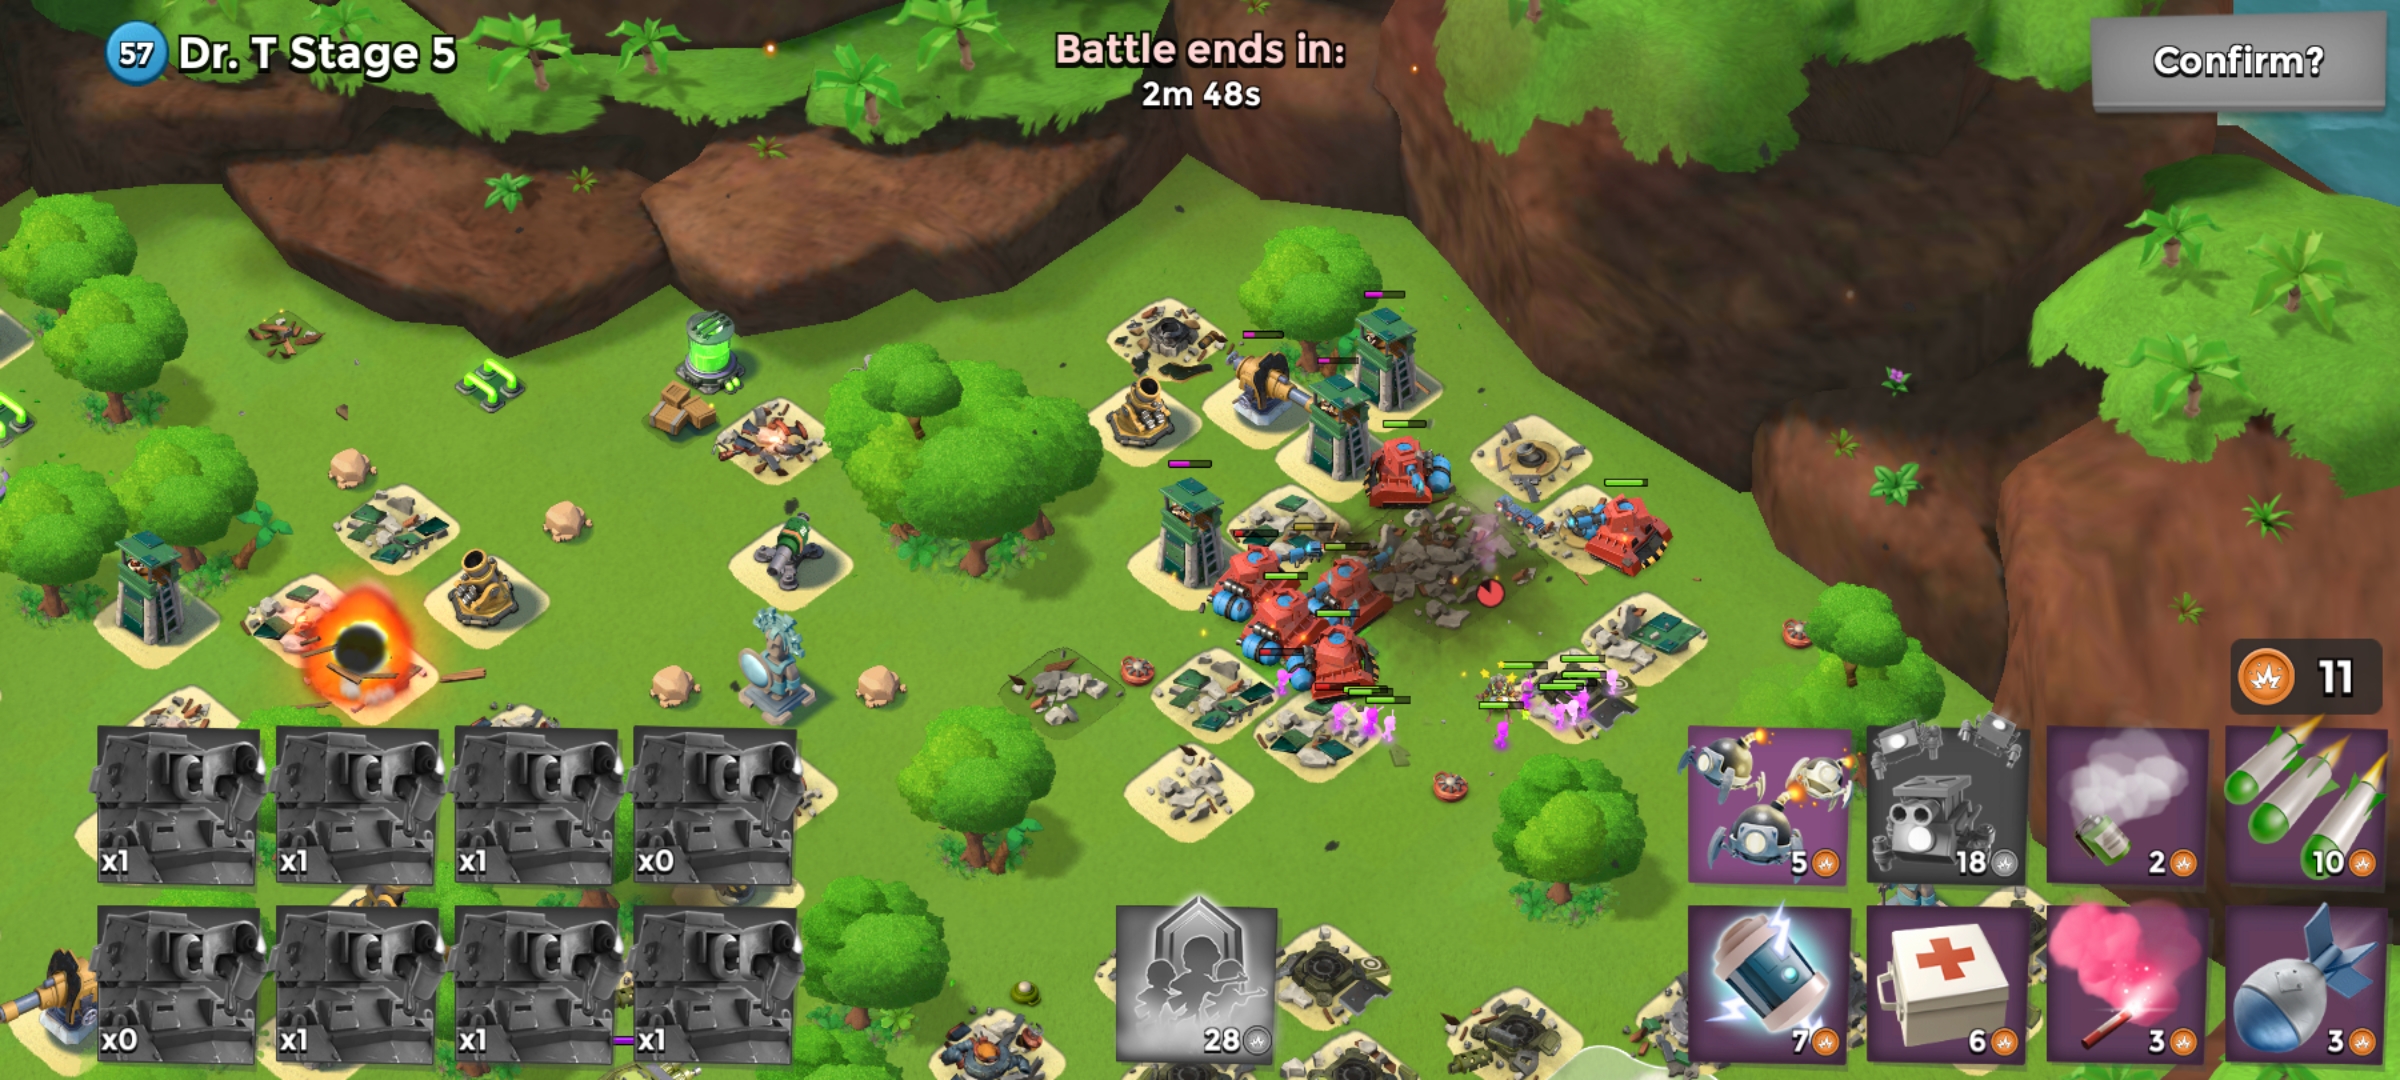 57 Dr. T Stage 5
Battle ends in:
2m 48s
Confirm?
11
x1 x1 x1 x0
5 18 2 10
x0 x1 x1 x1
28
7 6 3 3